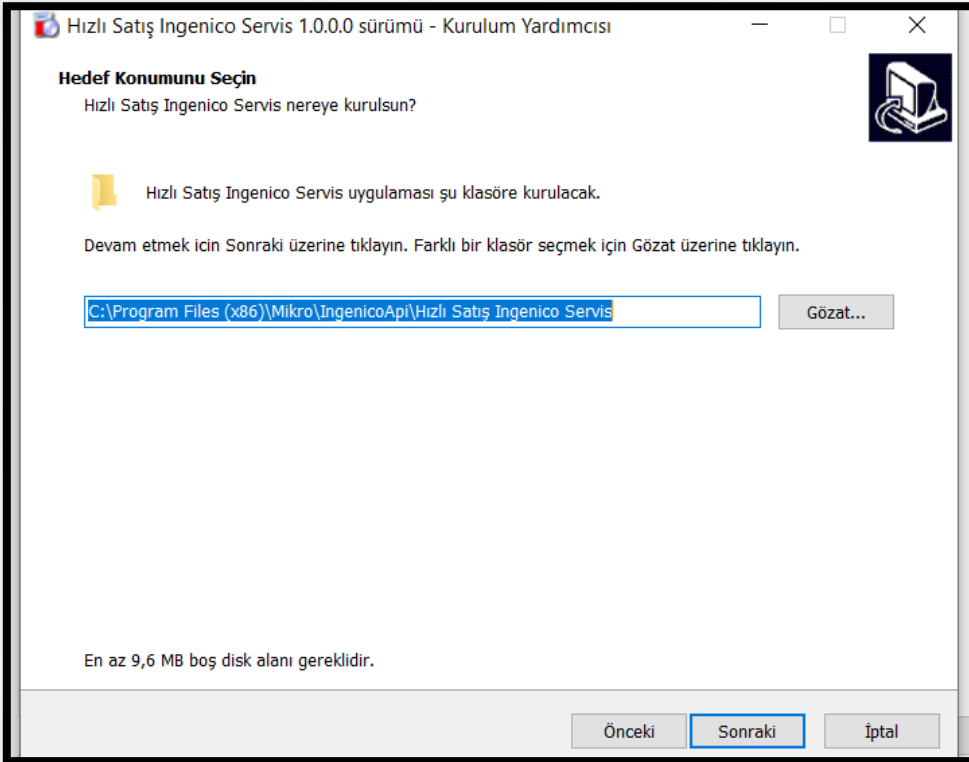 Hızlı Satış Ingenico Servis 1.0.0.0 sürümü - Kurulum Yardımcısı
Hedef Konumunu Seçin
Hızlı Satış Ingenico Servis nereye kurulsun?
Hızlı Satış Ingenico Servis uygulaması şu klasöre kurulacak.
Devam etmek icin Sonraki üzerine tıklayın. Farklı bir klasör seçmek için Gözat üzerine tıklayın.
C:\Program Files (x86)\Mikro\IngenicoApi\Hızlı Satış Ingenico Servis
Gözat...
En az 9,6 MB boş disk alanı gereklidir.
Önceki Sonraki İptal